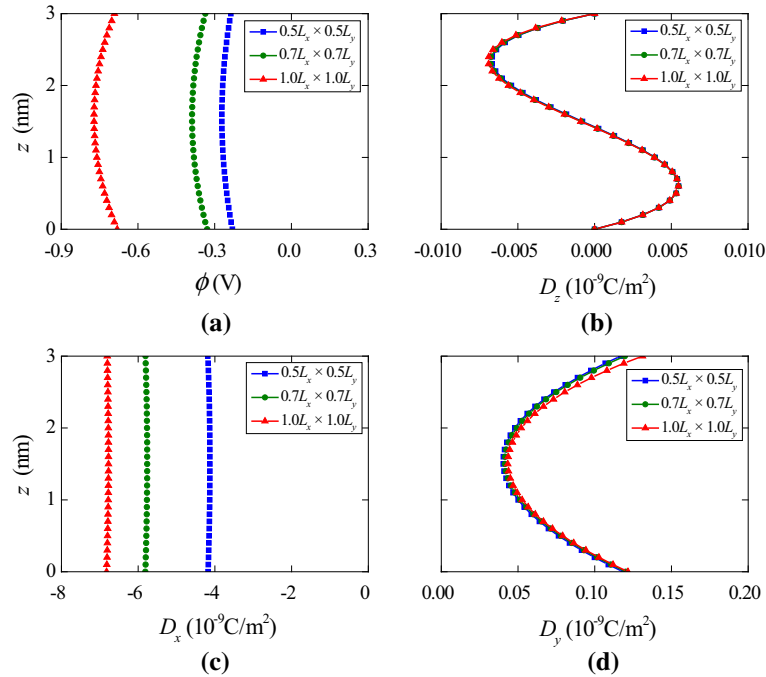 3
2
1
0
z (nm)
0.5Lx × 0.5Ly
0.7Lx × 0.7Ly
1.0Lx × 1.0Ly
-0.9 -0.6 -0.3 0.0 0.3
ϕ (V)
(a)
0.5Lx × 0.5Ly
0.7Lx × 0.7Ly
1.0Lx × 1.0Ly
-0.010 -0.005 0.000 0.005 0.010
Dz (10⁻⁹C/m²)
(b)
3
2
1
0
z (nm)
0.5Lx × 0.5Ly
0.7Lx × 0.7Ly
1.0Lx × 1.0Ly
-8 -6 -4 -2 0
Dx (10⁻⁹C/m²)
(c)
0.5Lx × 0.5Ly
0.7Lx × 0.7Ly
1.0Lx × 1.0Ly
0.00 0.05 0.10 0.15 0.20
Dy (10⁻⁹C/m²)
(d)